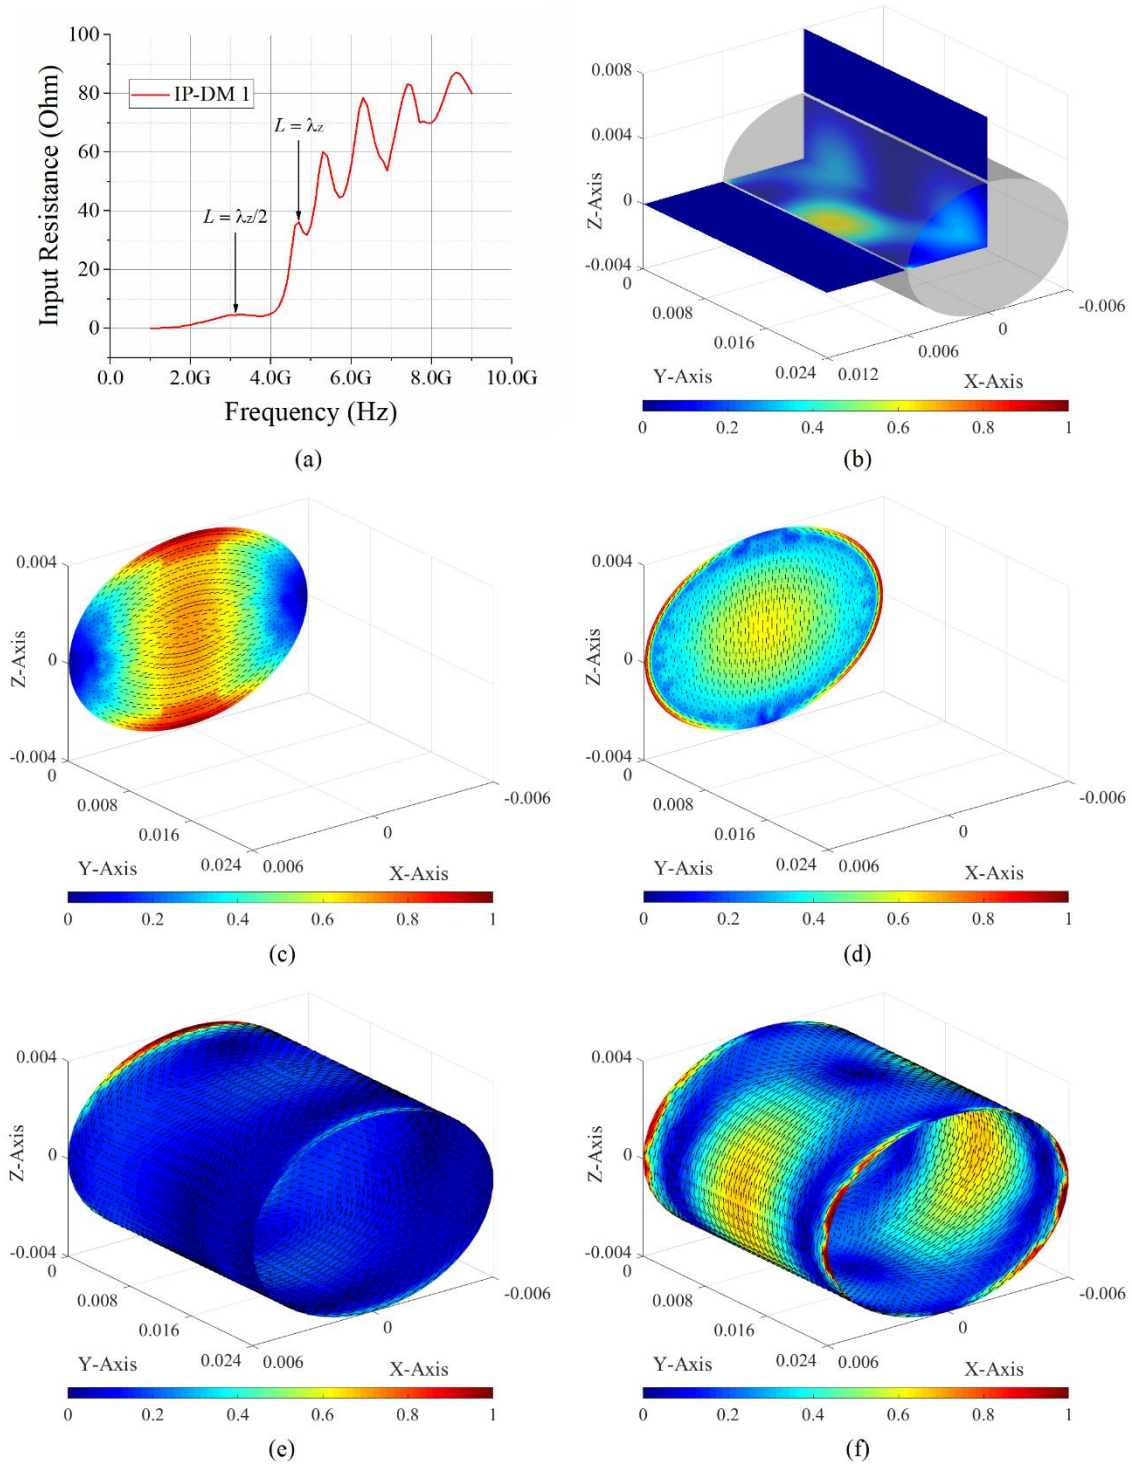 100
80
60
40
20
0
Input Resistance (Ohm)
IP-DM 1
L = λz
L = λz/2
0.0 2.0G 4.0G 6.0G 8.0G 10.0G
Frequency (Hz)
(a)
0.008
0.004
0
-0.004
Z-Axis
0
0.008
0.016
0.024
Y-Axis
0.012
0.006
0
-0.006
X-Axis
0 0.2 0.4 0.6 0.8 1
(b)
0.004
0
-0.004
Z-Axis
0
0.008
0.016
0.024
Y-Axis
0.006
0
-0.006
X-Axis
0 0.2 0.4 0.6 0.8 1
(c)
0.004
0
-0.004
Z-Axis
0
0.008
0.016
0.024
Y-Axis
0.006
0
-0.006
X-Axis
0 0.2 0.4 0.6 0.8 1
(d)
0.004
0
-0.004
Z-Axis
0
0.008
0.016
0.024
Y-Axis
0.006
0
-0.006
X-Axis
0 0.2 0.4 0.6 0.8 1
(e)
0.004
0
-0.004
Z-Axis
0
0.008
0.016
0.024
Y-Axis
0.006
0
-0.006
X-Axis
0 0.2 0.4 0.6 0.8 1
(f)